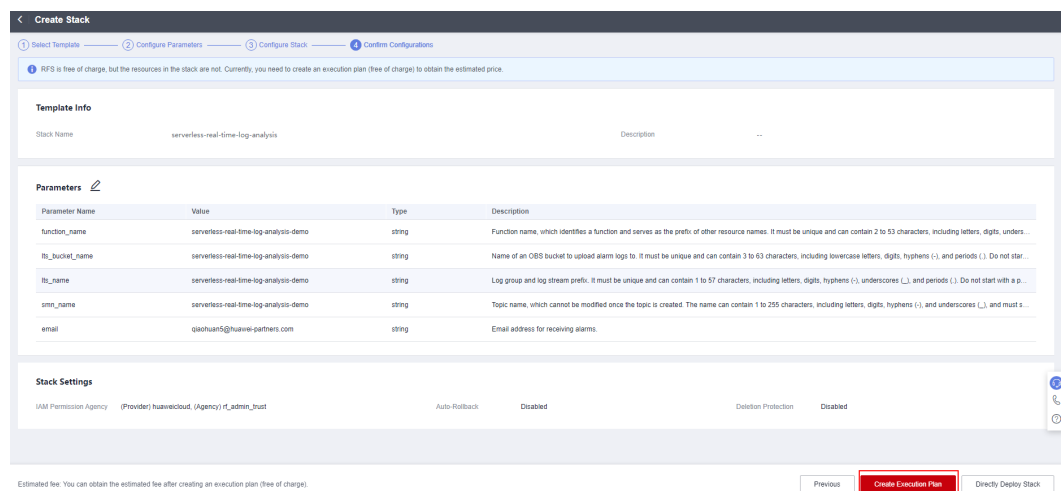 Create Stack
1 Select Template 2 Configure Parameters 3 Configure Stack 4 Confirm Configurations
RFS is free of charge, but the resources in the stack are not. Currently, you need to create an execution plan (free of charge) to obtain the estimated price.
Template Info
Stack Name serverless-real-time-log-analysis Description --
Parameters
Parameter Name Value Type Description
function_name serverless-real-time-log-analysis-demo string Function name, which identifies a function and serves as the prefix of other resource names. It must be unique and can contain 2 to 53 characters, including letters, digits, unders...
lts_bucket_name serverless-real-time-log-analysis-demo string Name of an OBS bucket to upload alarm logs to. It must be unique and can contain 3 to 63 characters, including lowercase letters, digits, hyphens (-), and periods (.). Do not star...
lts_name serverless-real-time-log-analysis-demo string Log group and log stream prefix. It must be unique and can contain 1 to 57 characters, including letters, digits, hyphens (-), underscores (_), and periods (.). Do not start with a p...
smn_name serverless-real-time-log-analysis-demo string Topic name, which cannot be modified once the topic is created. The name can contain 1 to 255 characters, including letters, digits, hyphens (-), and underscores (_), and must s...
email qiaohuan5@huawei-partners.com string Email address for receiving alarms.
Stack Settings
IAM Permission Agency (Provider) huaweicloud, (Agency) rf_admin_trust Auto-Rollback Disabled Deletion Protection Disabled
Estimated fee: You can obtain the estimated fee after creating an execution plan (free of charge). Previous Create Execution Plan Directly Deploy Stack